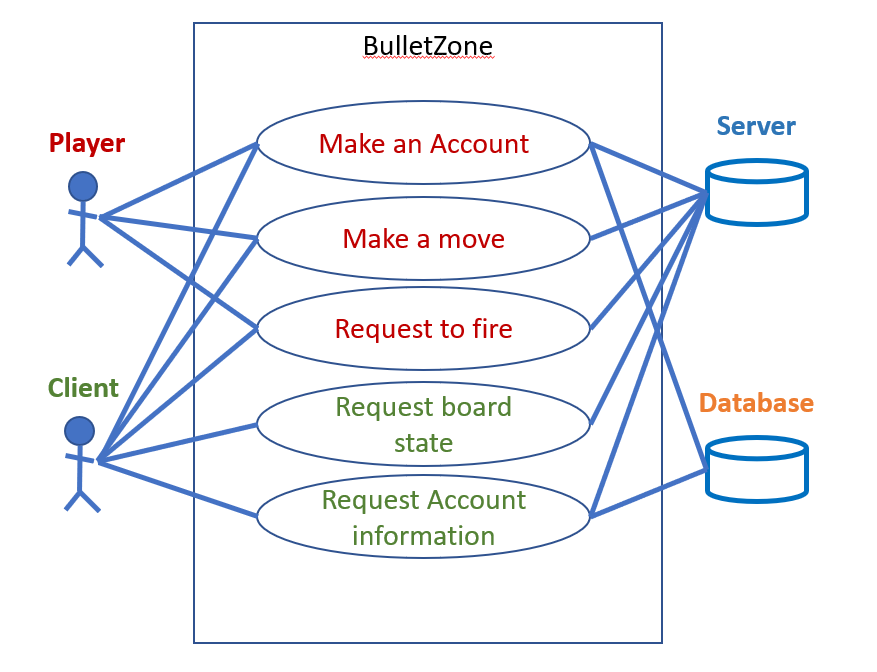 BulletZone
Player
Server
Make an Account
Make a move
Request to fire
Client
Database
Request board
state
Request Account
information